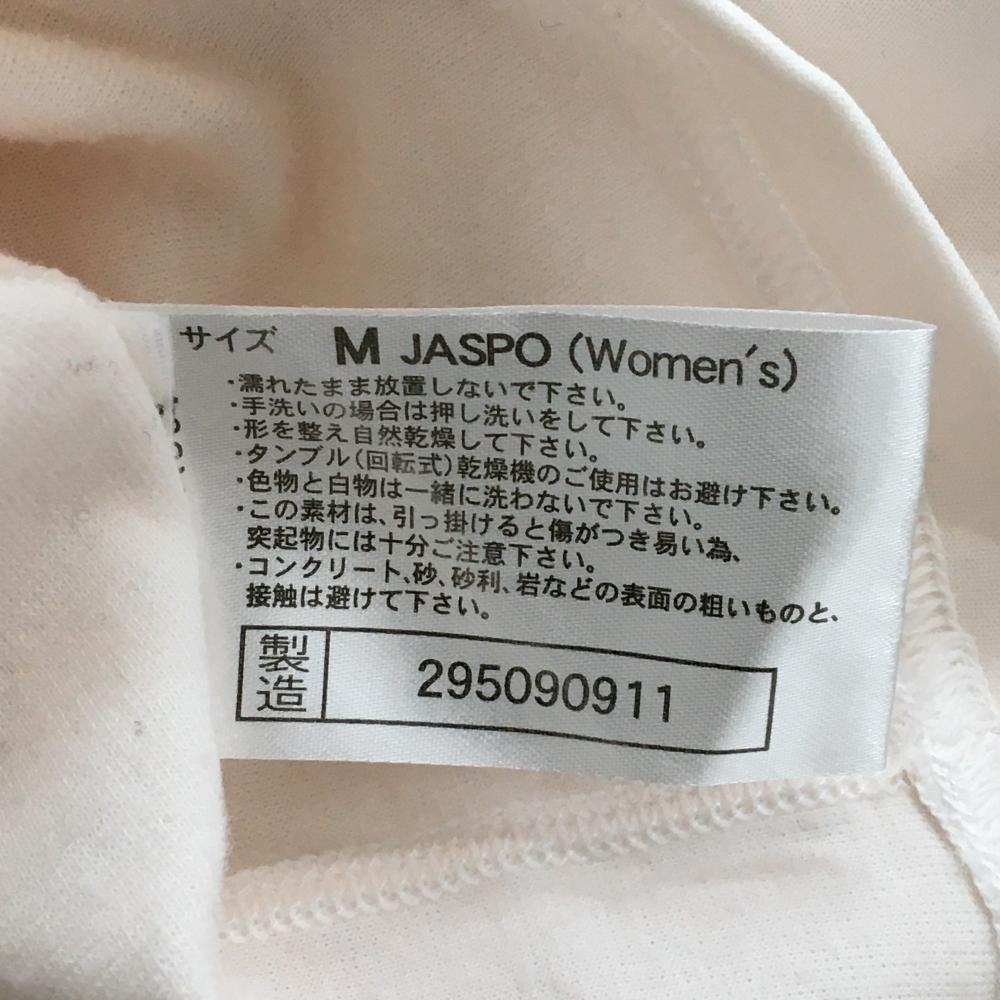 サイズ M JASPO (Women's)
・濡れたまま放置しないで下さい。
・手洗いの場合は押し洗いをして下さい。
・形を整え自然乾燥して下さい。
・タンブル(回転式)乾燥機のご使用はお避け下さい。
・色物と白物は一緒に洗わないで下さい。
・この素材は、引っ掛けると傷がつき易い為、
突起物には十分ご注意下さい。
・コンクリート、砂、砂利、岩などの表面の粗いものと、
接触は避けて下さい。
製造 295090911